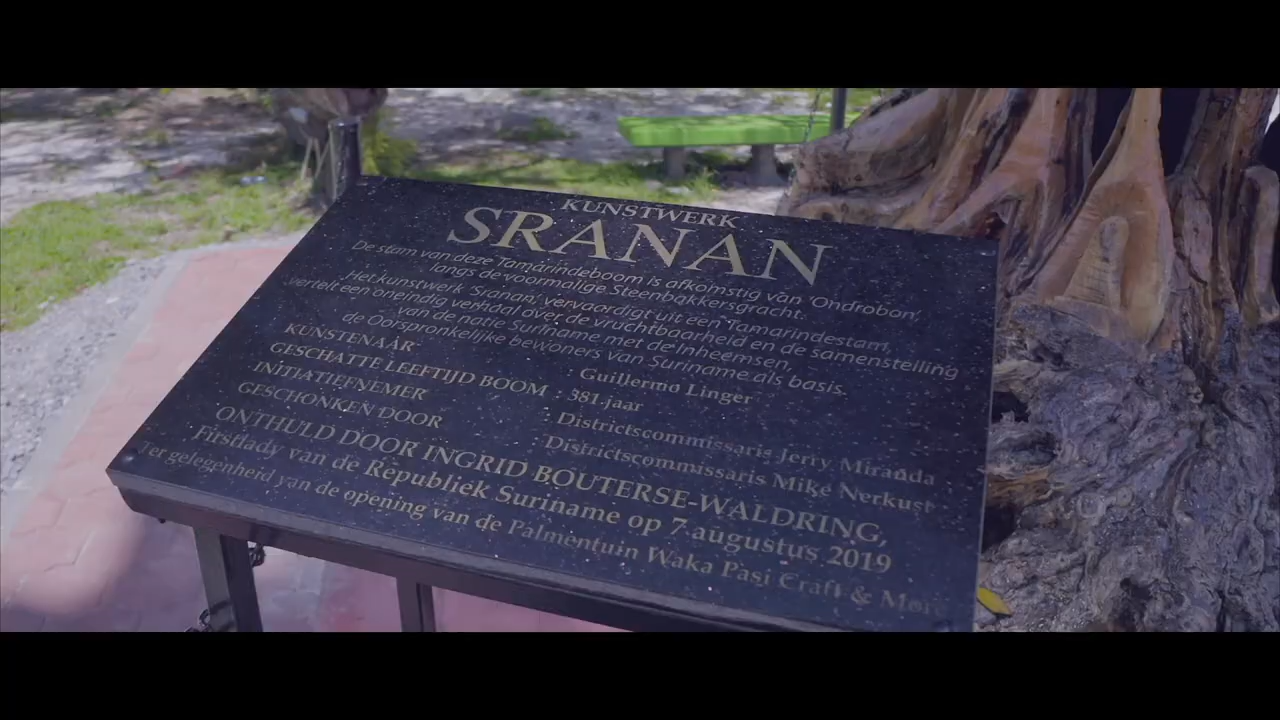 KUNSTWERK
SRANAN
De stam van deze Tamarindeboom is afkomstig van 'Ondrobon',
langs de voormalige Steenbakkersgracht.
Het kunstwerk 'Sranan', vervaardigt uit een Tamarindestam,
vertelt een oneindig verhaal over de vruchtbaarheid en de samenstelling
van de natie Suriname met de Inheemsen,
de Oorspronkelijke bewoners van Suriname als basis.
KUNSTENAAR : Guillermo Linger
GESCHATTE LEEFTIJD BOOM : 381 jaar
INITIATIEFNEMER : Districtscommissaris Jerry Miranda
GESCHONKEN DOOR : Districtscommissaris Mike Nerkust
ONTHULD DOOR INGRID BOUTERSE-WALDRING,
Firstlady van de Republiek Suriname op 7 augustus 2019
Ter gelegenheid van de opening van de Palmentuin Waka Pasi Craft & More